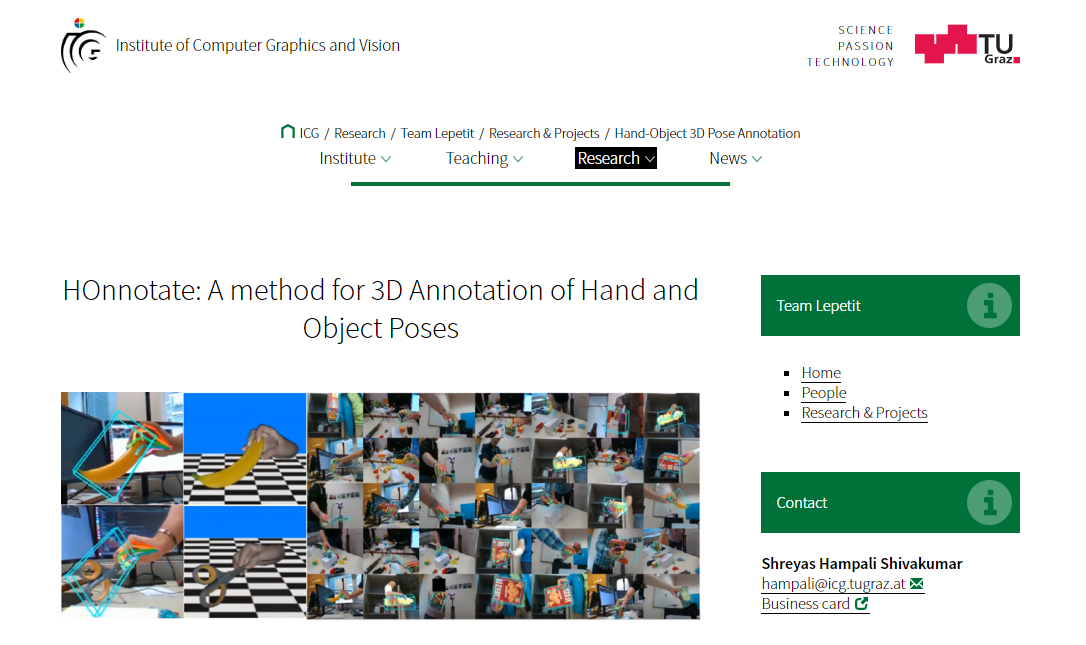 Institute of Computer Graphics and Vision
SCIENCE
PASSION
TECHNOLOGY
TU
Graz
ICG / Research / Team Lepetit / Research & Projects / Hand-Object 3D Pose Annotation
Institute Teaching Research News
HOnnotate: A method for 3D Annotation of Hand and
Object Poses
Team Lepetit
Home
People
Research & Projects
Contact
Shreyas Hampali Shivakumar
hampali@icg.tugraz.at
Business card